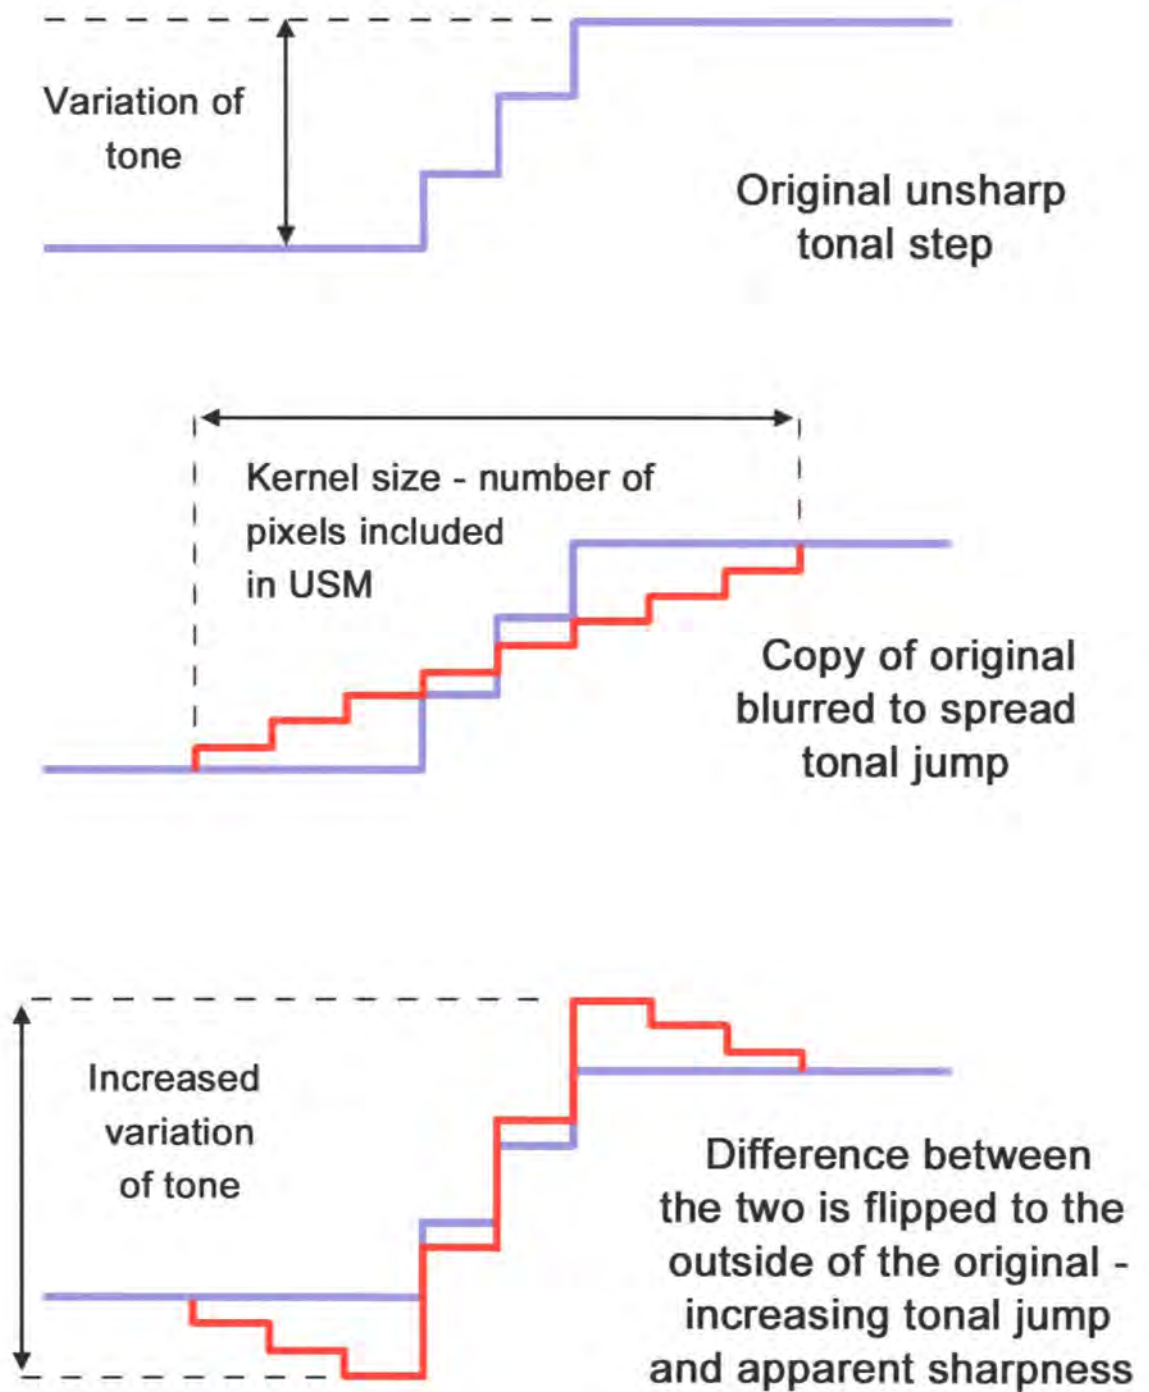 Variation of
tone
Original unsharp
tonal step
Kernel size - number of
pixels included
in USM
Copy of original
blurred to spread
tonal jump
Increased
variation
of tone
Difference between
the two is flipped to the
outside of the original -
increasing tonal jump
and apparent sharpness